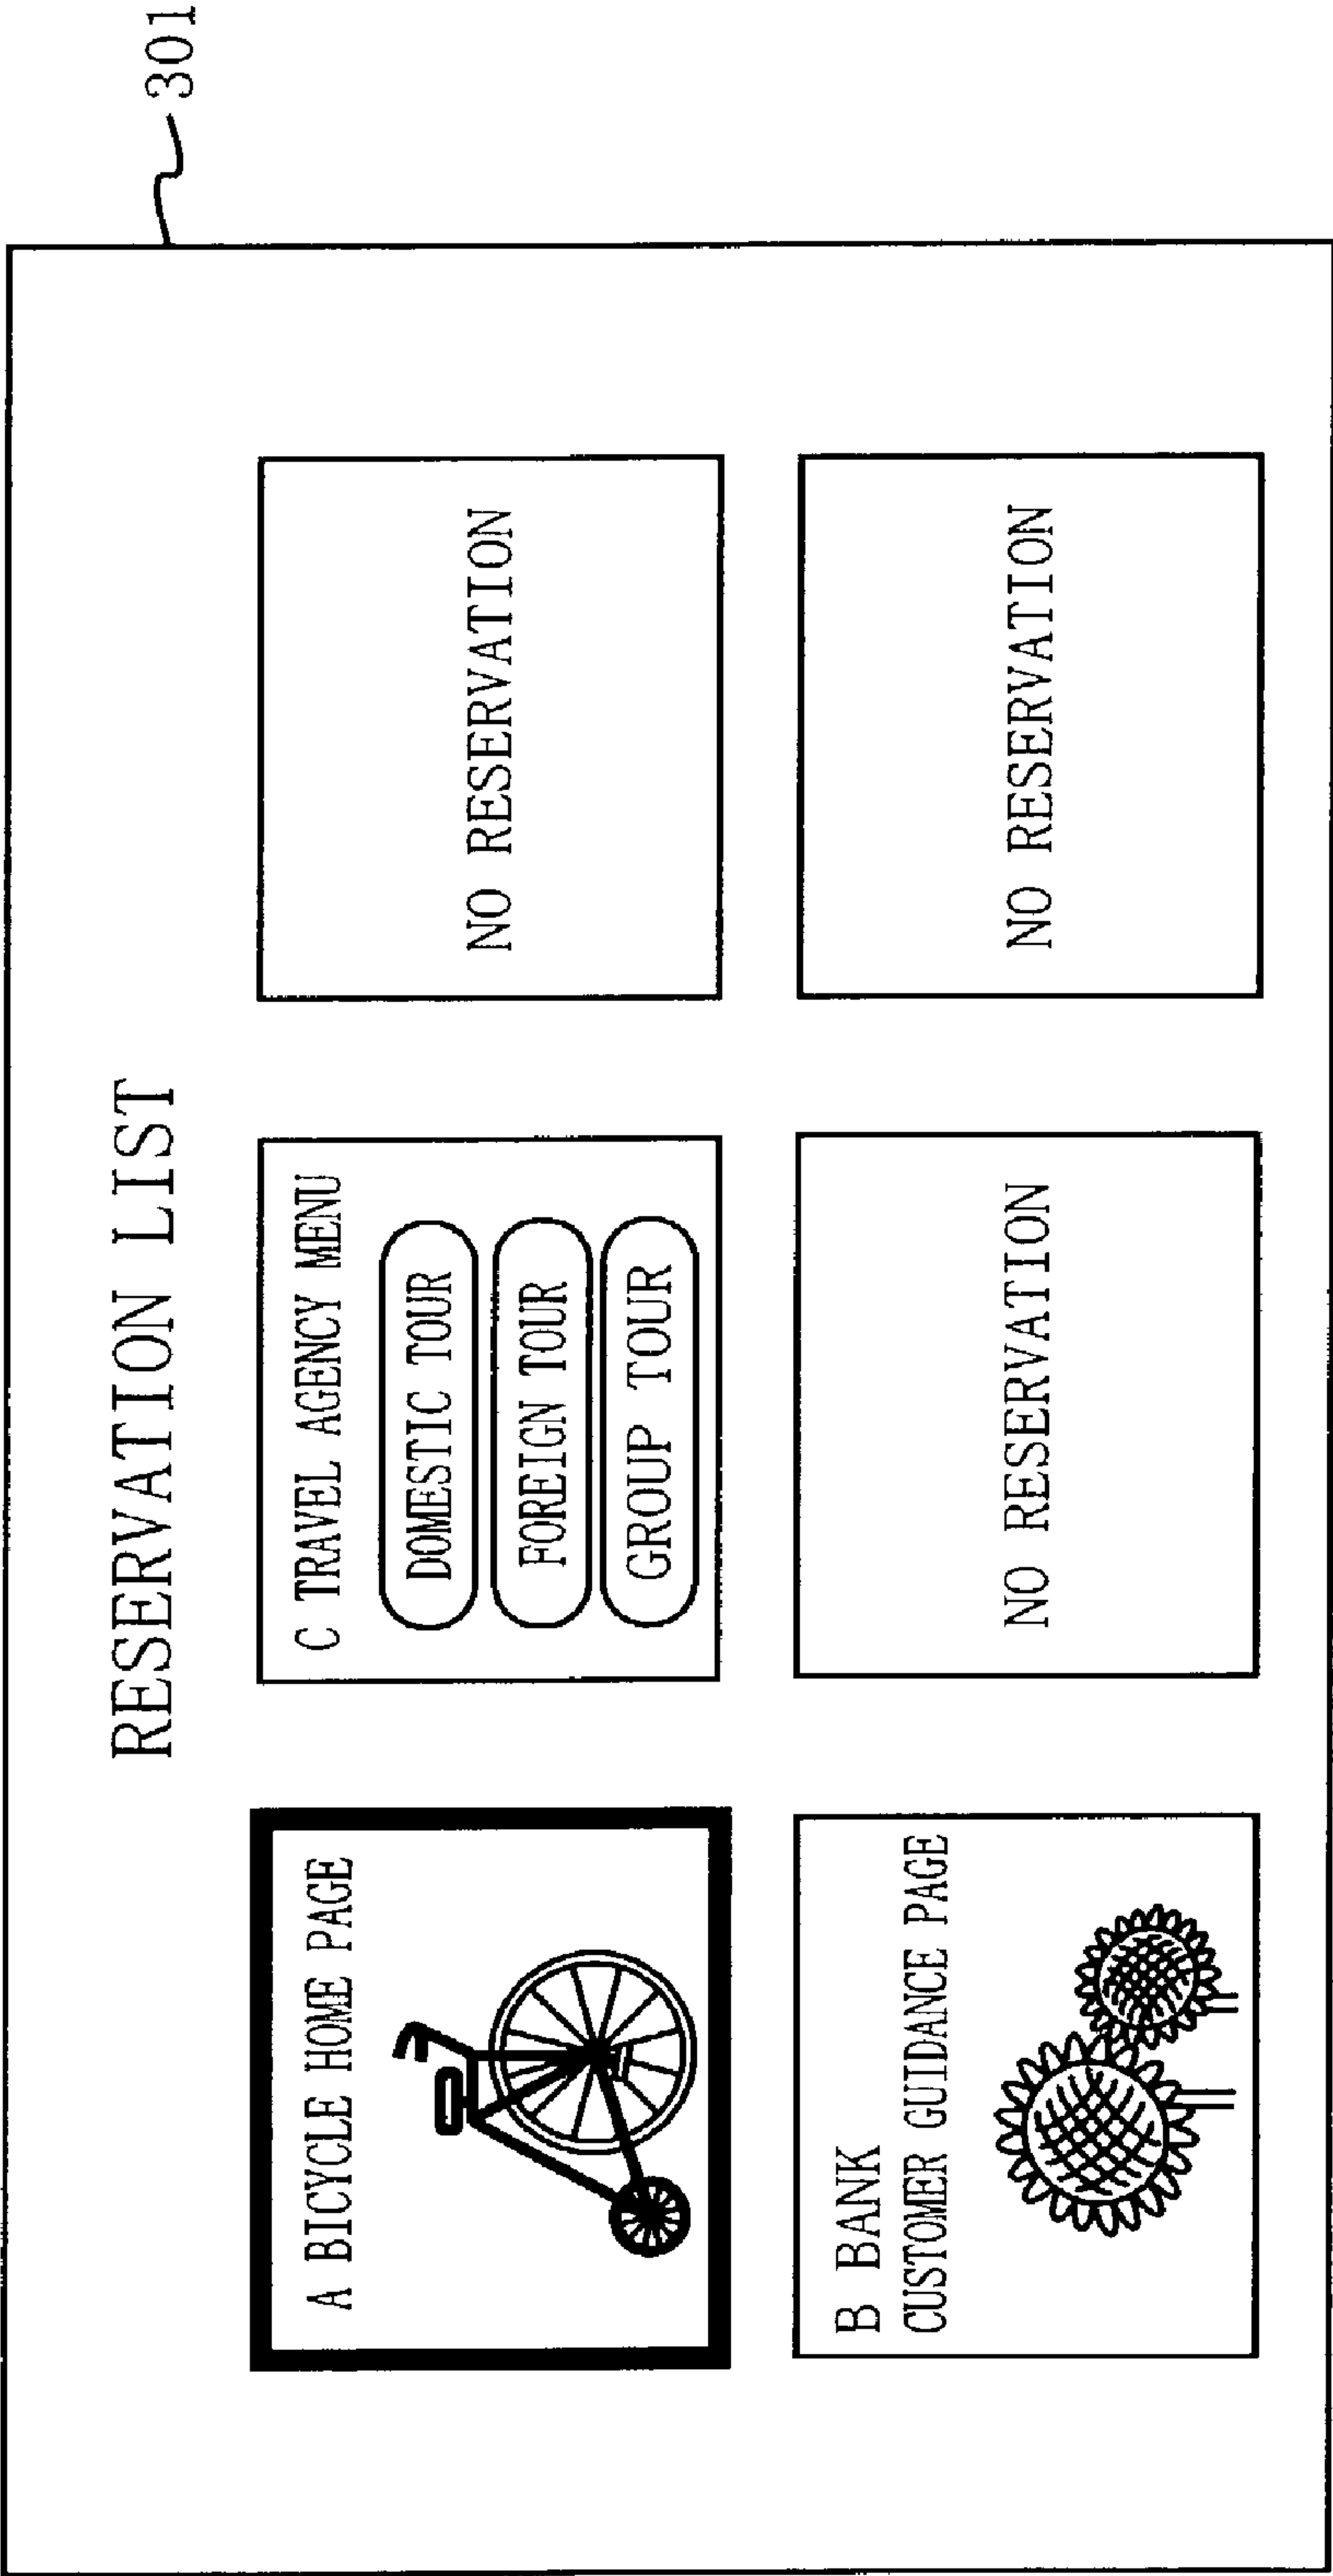 301
RESERVATION LIST
A BICYCLE HOME PAGE
C TRAVEL AGENCY MENU
DOMESTIC TOUR
FOREIGN TOUR
GROUP TOUR
NO RESERVATION
B BANK
CUSTOMER GUIDANCE PAGE
NO RESERVATION
NO RESERVATION